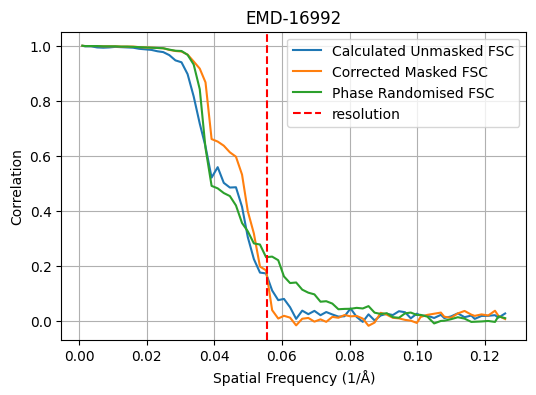 EMD-16992
1.0
0.8
0.6
0.4
0.2
0.0
Correlation
Calculated Unmasked FSC
Corrected Masked FSC
Phase Randomised FSC
resolution
0.00 0.02 0.04 0.06 0.08 0.10 0.12
Spatial Frequency (1/Å)